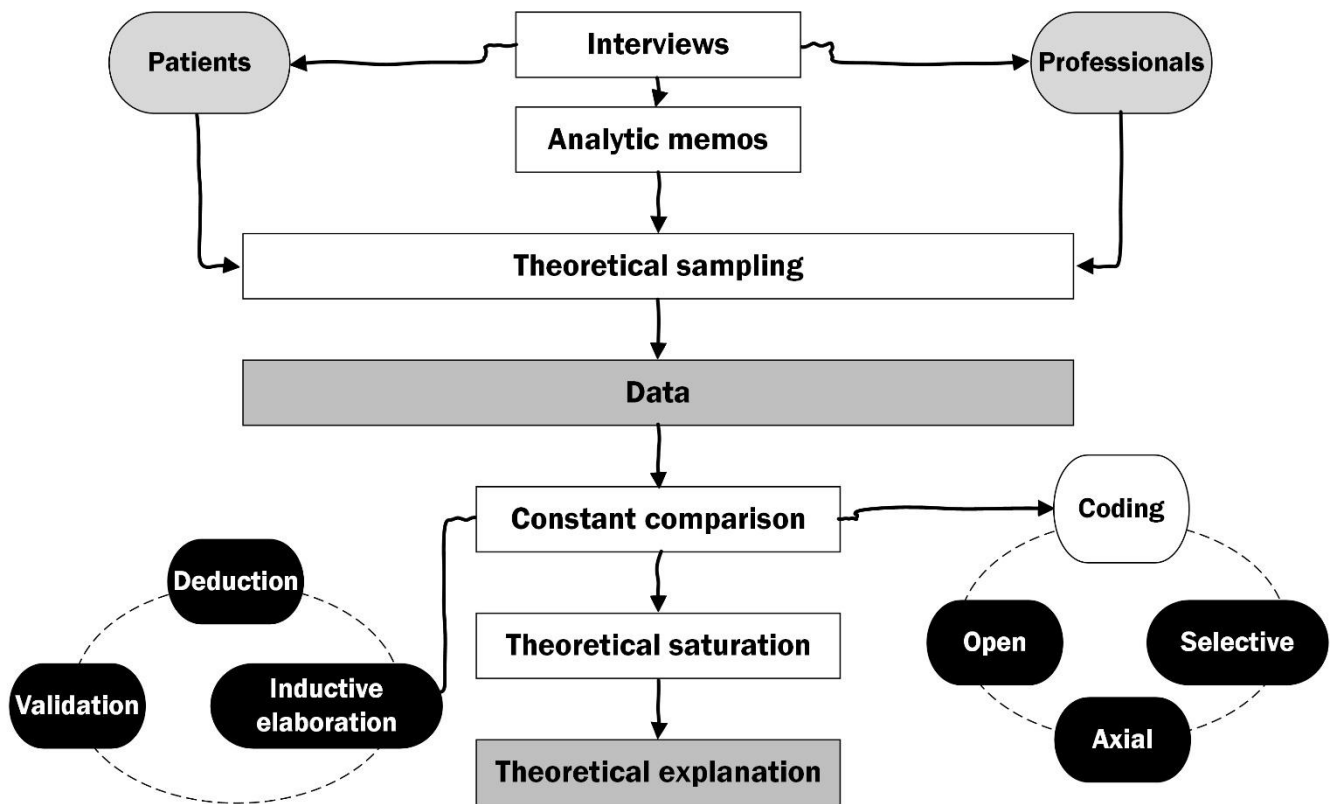 Interviews
Patients
Professionals
Analytic memos
Theoretical sampling
Data
Constant comparison
Coding
Deduction
Theoretical saturation
Open
Selective
Validation
Inductive
elaboration
Axial
Theoretical explanation